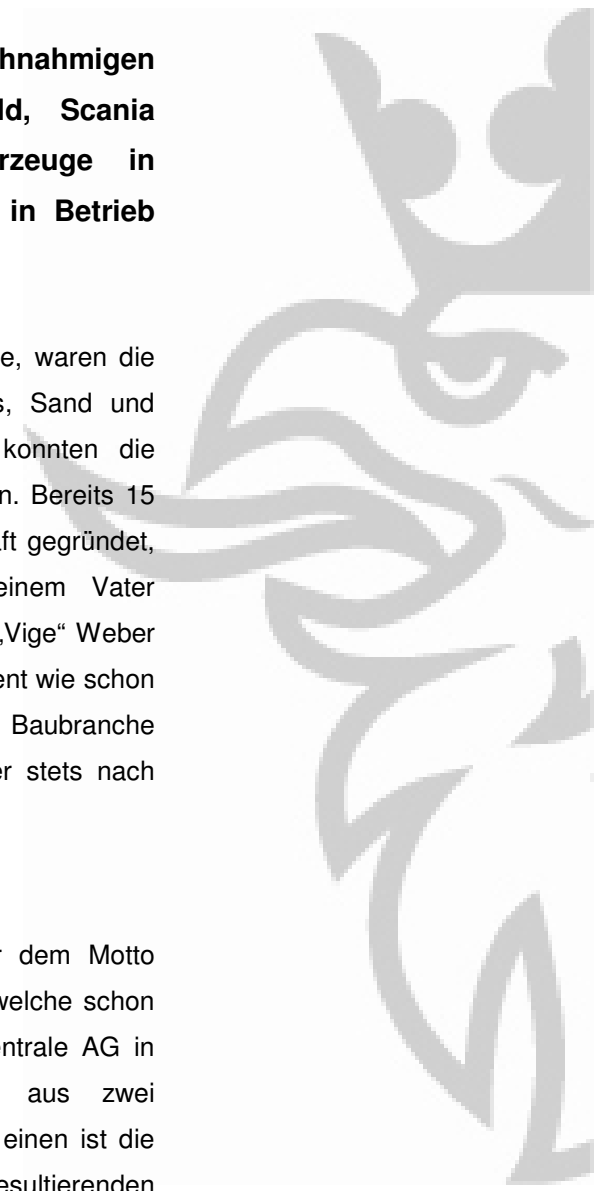 hnahmigen
ld, Scania
rzeuge in
in Betrieb
e, waren die
s, Sand und
konnten die
n. Bereits 15
ft gegründet,
einem Vater
„Vige“ Weber
ent wie schon
Baubranche
er stets nach
r dem Motto
welche schon
entrale AG in
aus zwei
einen ist die
esultierenden